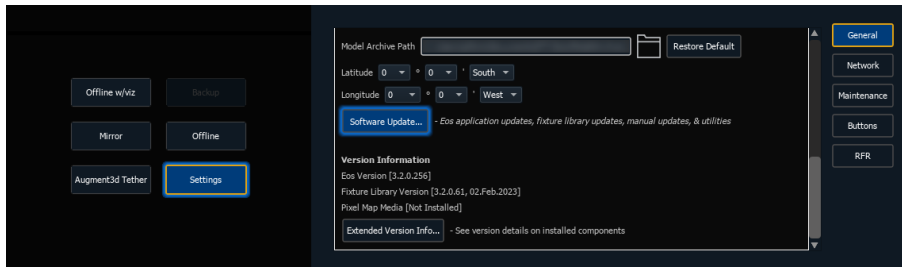 Offline w/viz Backup
Mirror Offline
Augment3d Tether Settings
Model Archive Path Restore Default
Latitude 0 ° 0 ' South
Longitude 0 ° 0 ' West
Software Update... - Eos application updates, fixture library updates, manual updates, & utilities
Version Information
Eos Version [3.2.0.256]
Fixture Library Version [3.2.0.61, 02.Feb.2023]
Pixel Map Media [Not Installed]
Extended Version Info... - See version details on installed components
General
Network
Maintenance
Buttons
RFR